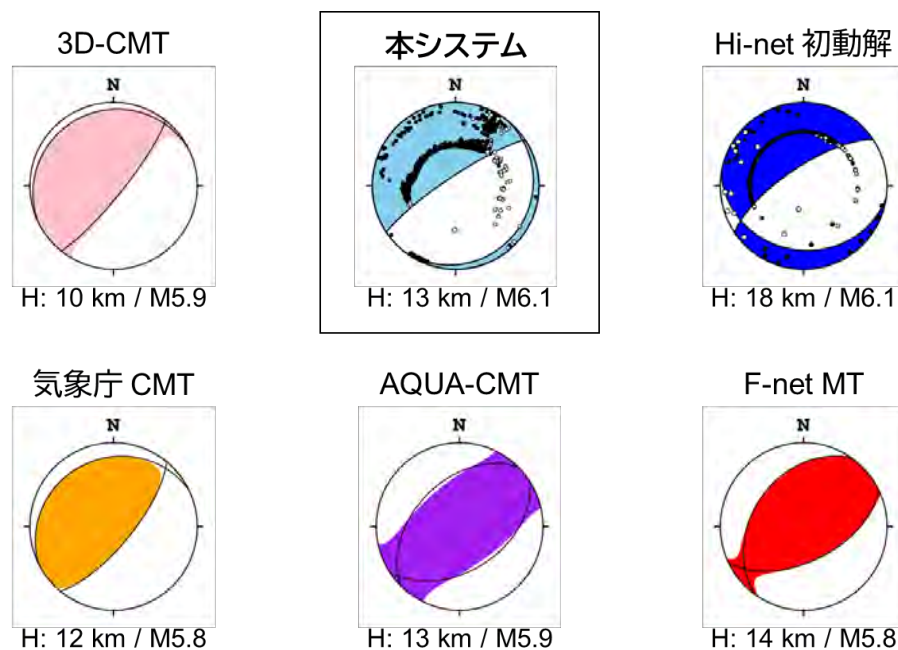 3D-CMT
本システム
Hi-net 初動解
N
N
N
H: 10 km / M5.9
H: 13 km / M6.1
H: 18 km / M6.1
気象庁 CMT
AQUA-CMT
F-net MT
N
N
N
H: 12 km / M5.8
H: 13 km / M5.9
H: 14 km / M5.8